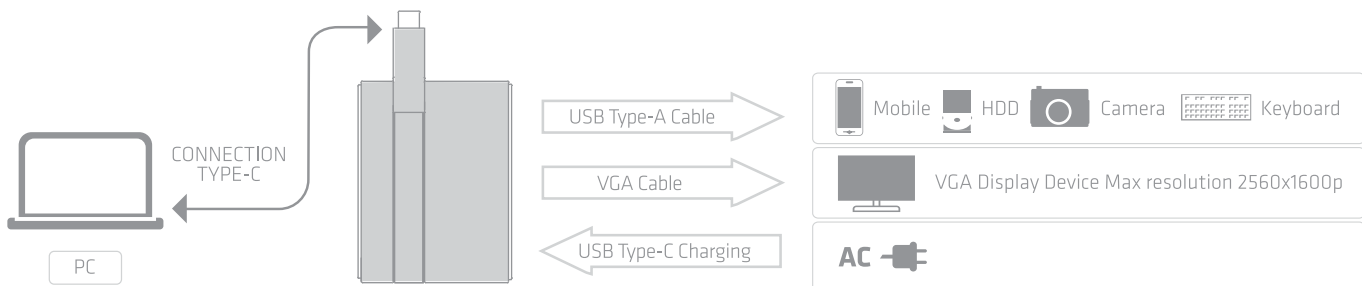 CONNECTION
TYPE-C
PC
USB Type-A Cable
VGA Cable
USB Type-C Charging
Mobile HDD Camera Keyboard
VGA Display Device Max resolution 2560x1600p
AC